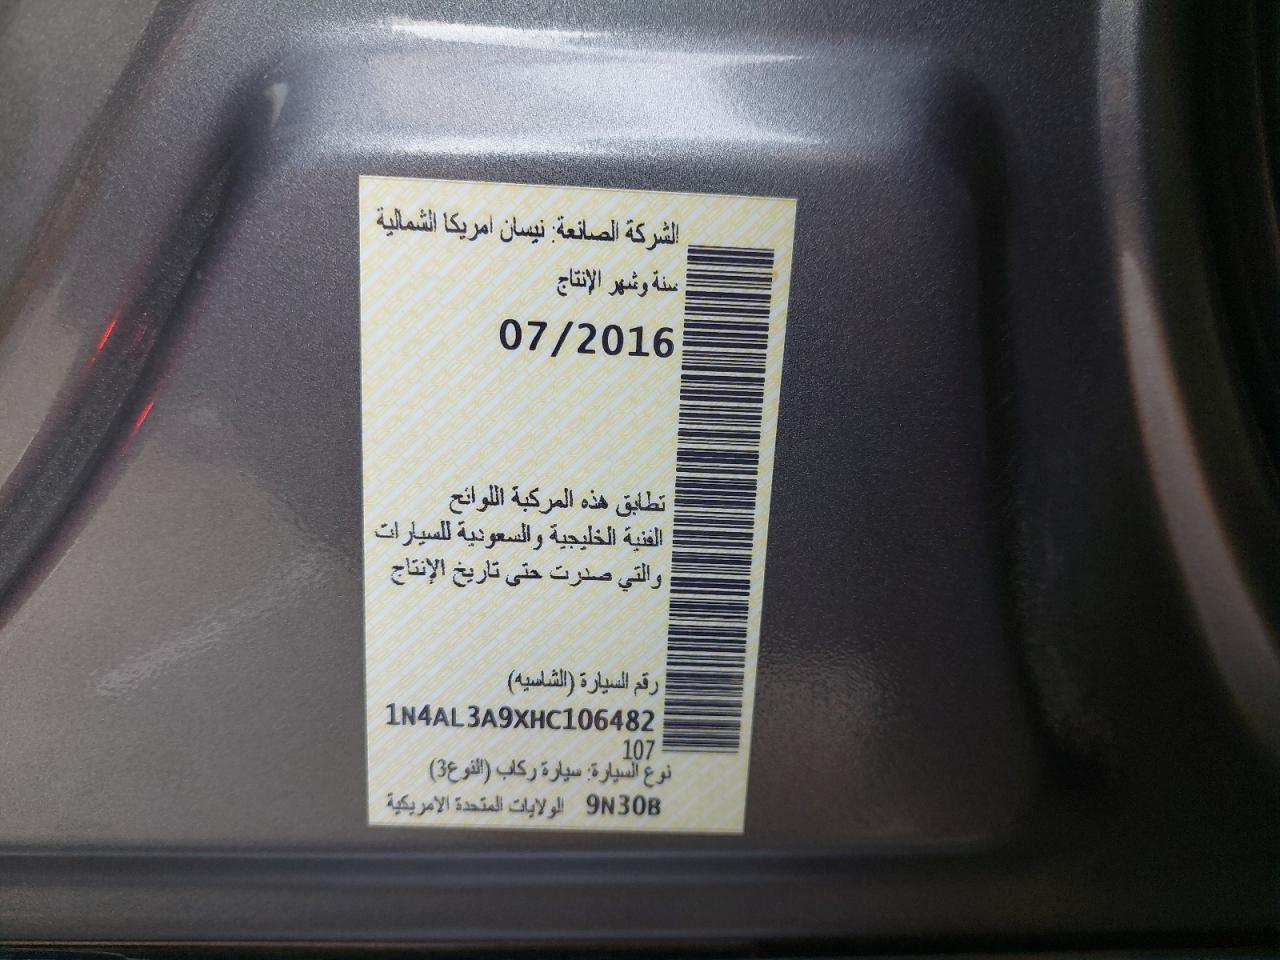 الشركة الصانعة: نيسان امريكا الشمالية
سنة وشهر الإنتاج
07/2016
تطابق هذه المركبة اللوائح
الفنية الخليجية والسعودية للسيارات
والتي صدرت حتى تاريخ الإنتاج
رقم السيارة (الشاسيه)
1N4AL3A9XHC106482
107
نوع السيارة: سيارة ركاب (النوع3)
9N30B الولايات المتحدة الامريكية